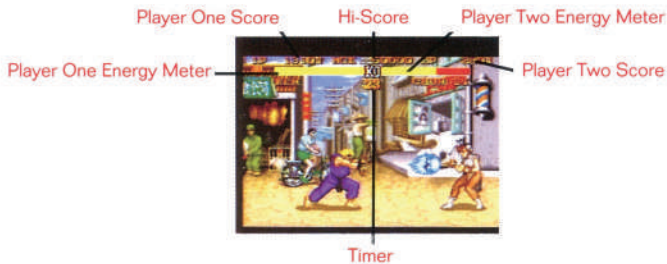 Player One Score
Hi-Score
Player Two Energy Meter
Player One Energy Meter
Player Two Score
KO
Timer